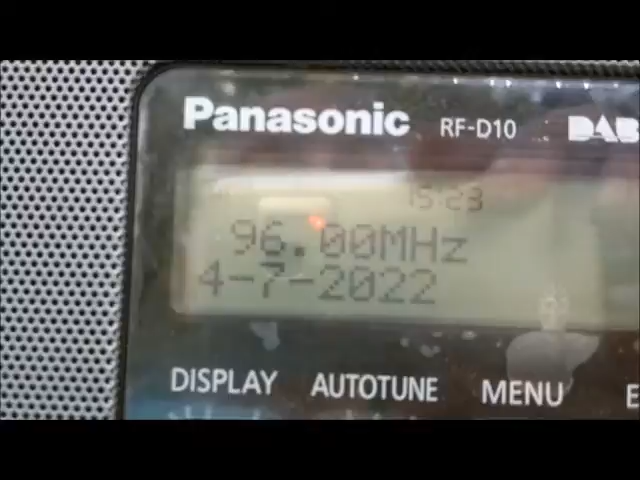 Panasonic RF-D10 DAB
15:23
96.00MHz
4-7-2022
DISPLAY AUTOTUNE MENU E